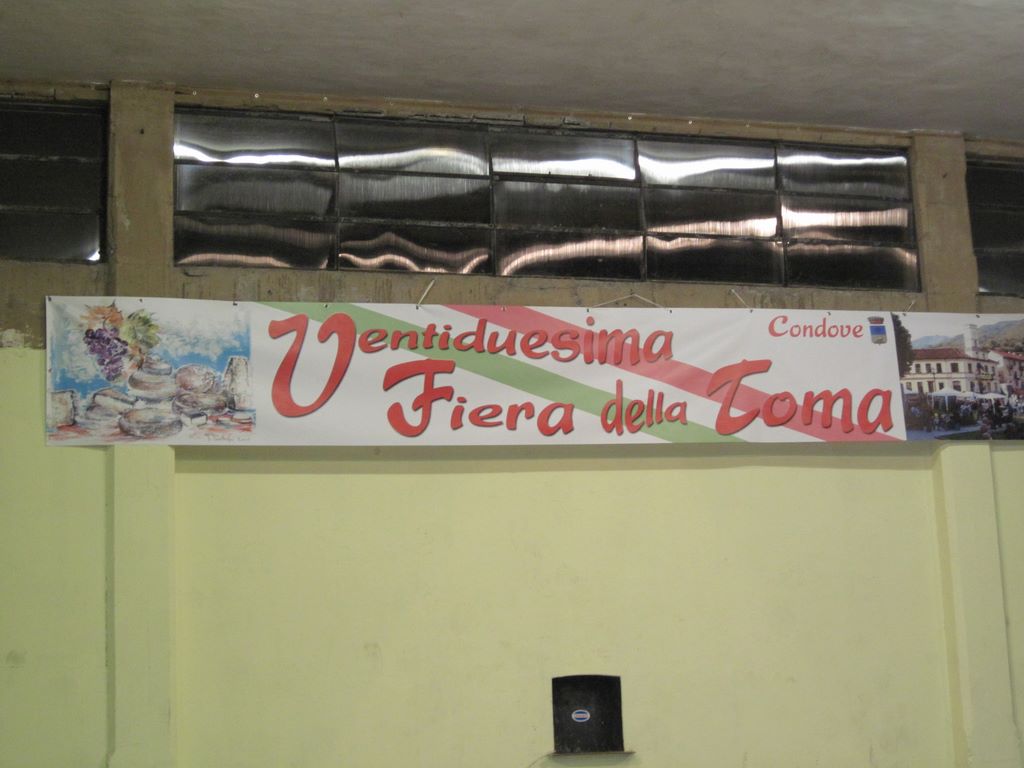 Condove
Ventiduesima
Fiera della Toma